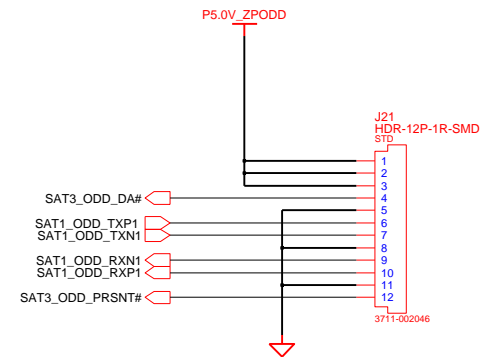 P5.0V_ZPODD
J21
HDR-12P-1R-SMD
STD
1
2
3
SAT3_ODD_DA# 4
5
SAT1_ODD_TXP1 6
SAT1_ODD_TXN1 7
8
SAT1_ODD_RXN1 9
SAT1_ODD_RXP1 10
11
SAT3_ODD_PRSNT# 12
3711-002046